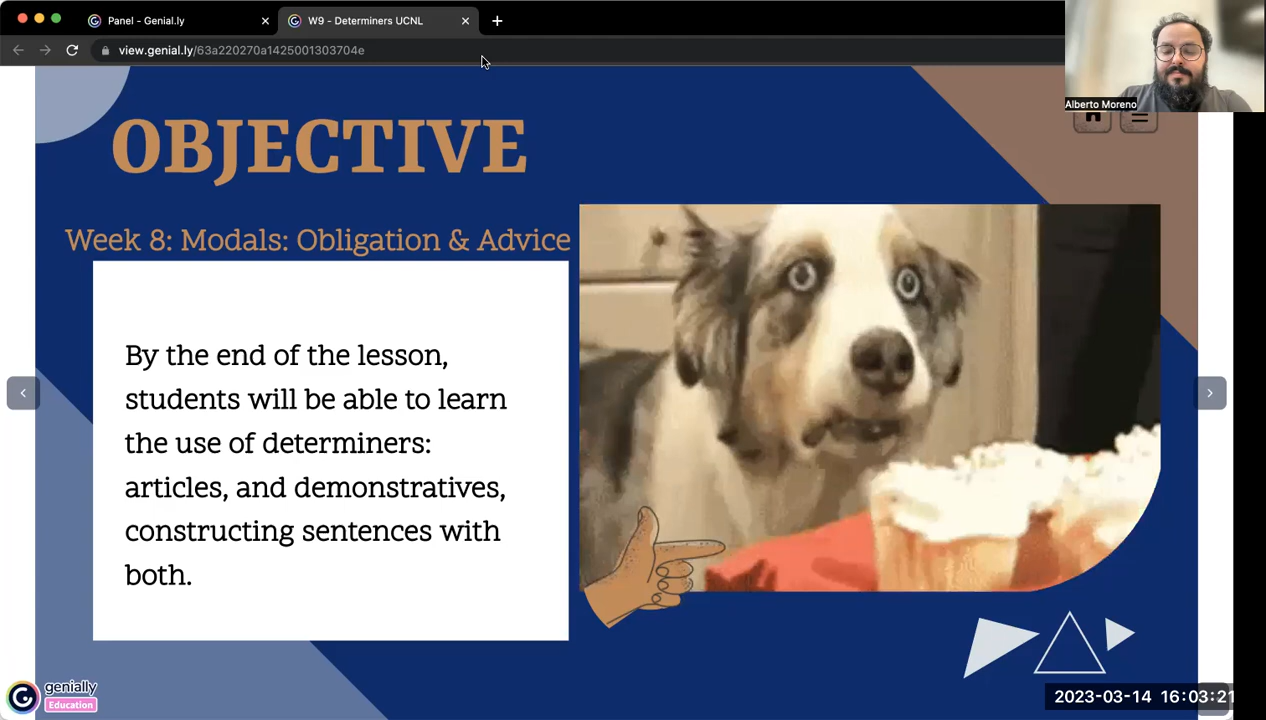 Panel - Genial.ly
W9 - Determiners UCNL
view.genial.ly/63a220270a1425001303704e
Alberto Moreno
OBJECTIVE
Week 8: Modals: Obligation & Advice
By the end of the lesson,
students will be able to learn
the use of determiners:
articles, and demonstratives,
constructing sentences with
both.
genially
Education
2023-03-14 16:03:21